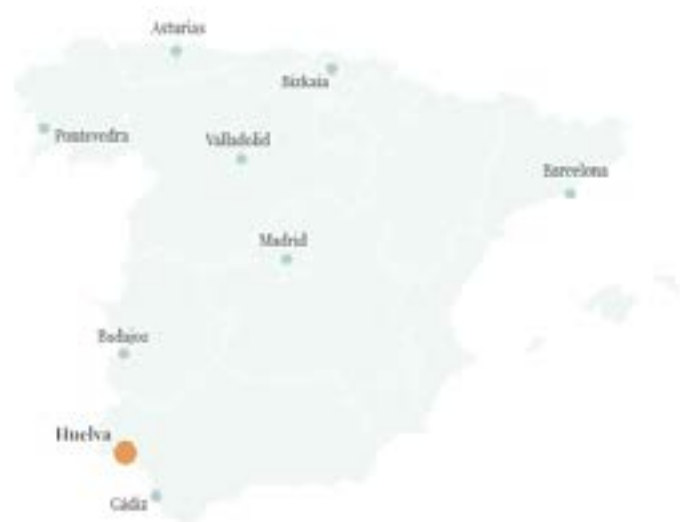 Asturias
Bizkaia
Pontevedra
Valladolid
Barcelona
Madrid
Badajoz
Huelva
Cádiz